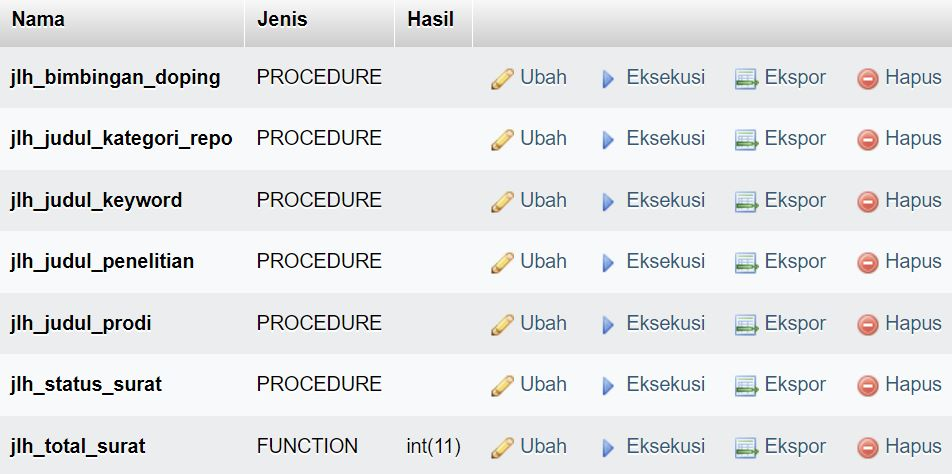 Nama Jenis Hasil
jlh_bimbingan_doping PROCEDURE Ubah Eksekusi Ekspor Hapus
jlh_judul_kategori_repo PROCEDURE Ubah Eksekusi Ekspor Hapus
jlh_judul_keyword PROCEDURE Ubah Eksekusi Ekspor Hapus
jlh_judul_penelitian PROCEDURE Ubah Eksekusi Ekspor Hapus
jlh_judul_prodi PROCEDURE Ubah Eksekusi Ekspor Hapus
jlh_status_surat PROCEDURE Ubah Eksekusi Ekspor Hapus
jlh_total_surat FUNCTION int(11) Ubah Eksekusi Ekspor Hapus